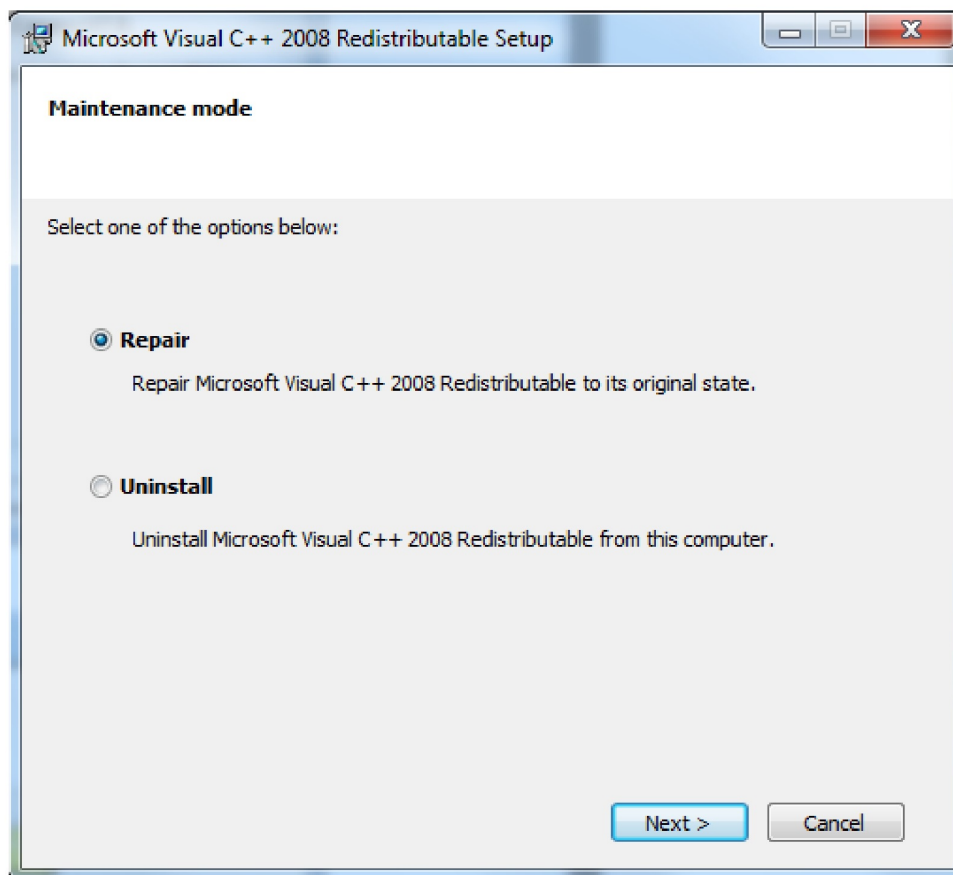 Microsoft Visual C++ 2008 Redistributable Setup
Maintenance mode
Select one of the options below:
Repair
Repair Microsoft Visual C++ 2008 Redistributable to its original state.
Uninstall
Uninstall Microsoft Visual C++ 2008 Redistributable from this computer.
Next > Cancel